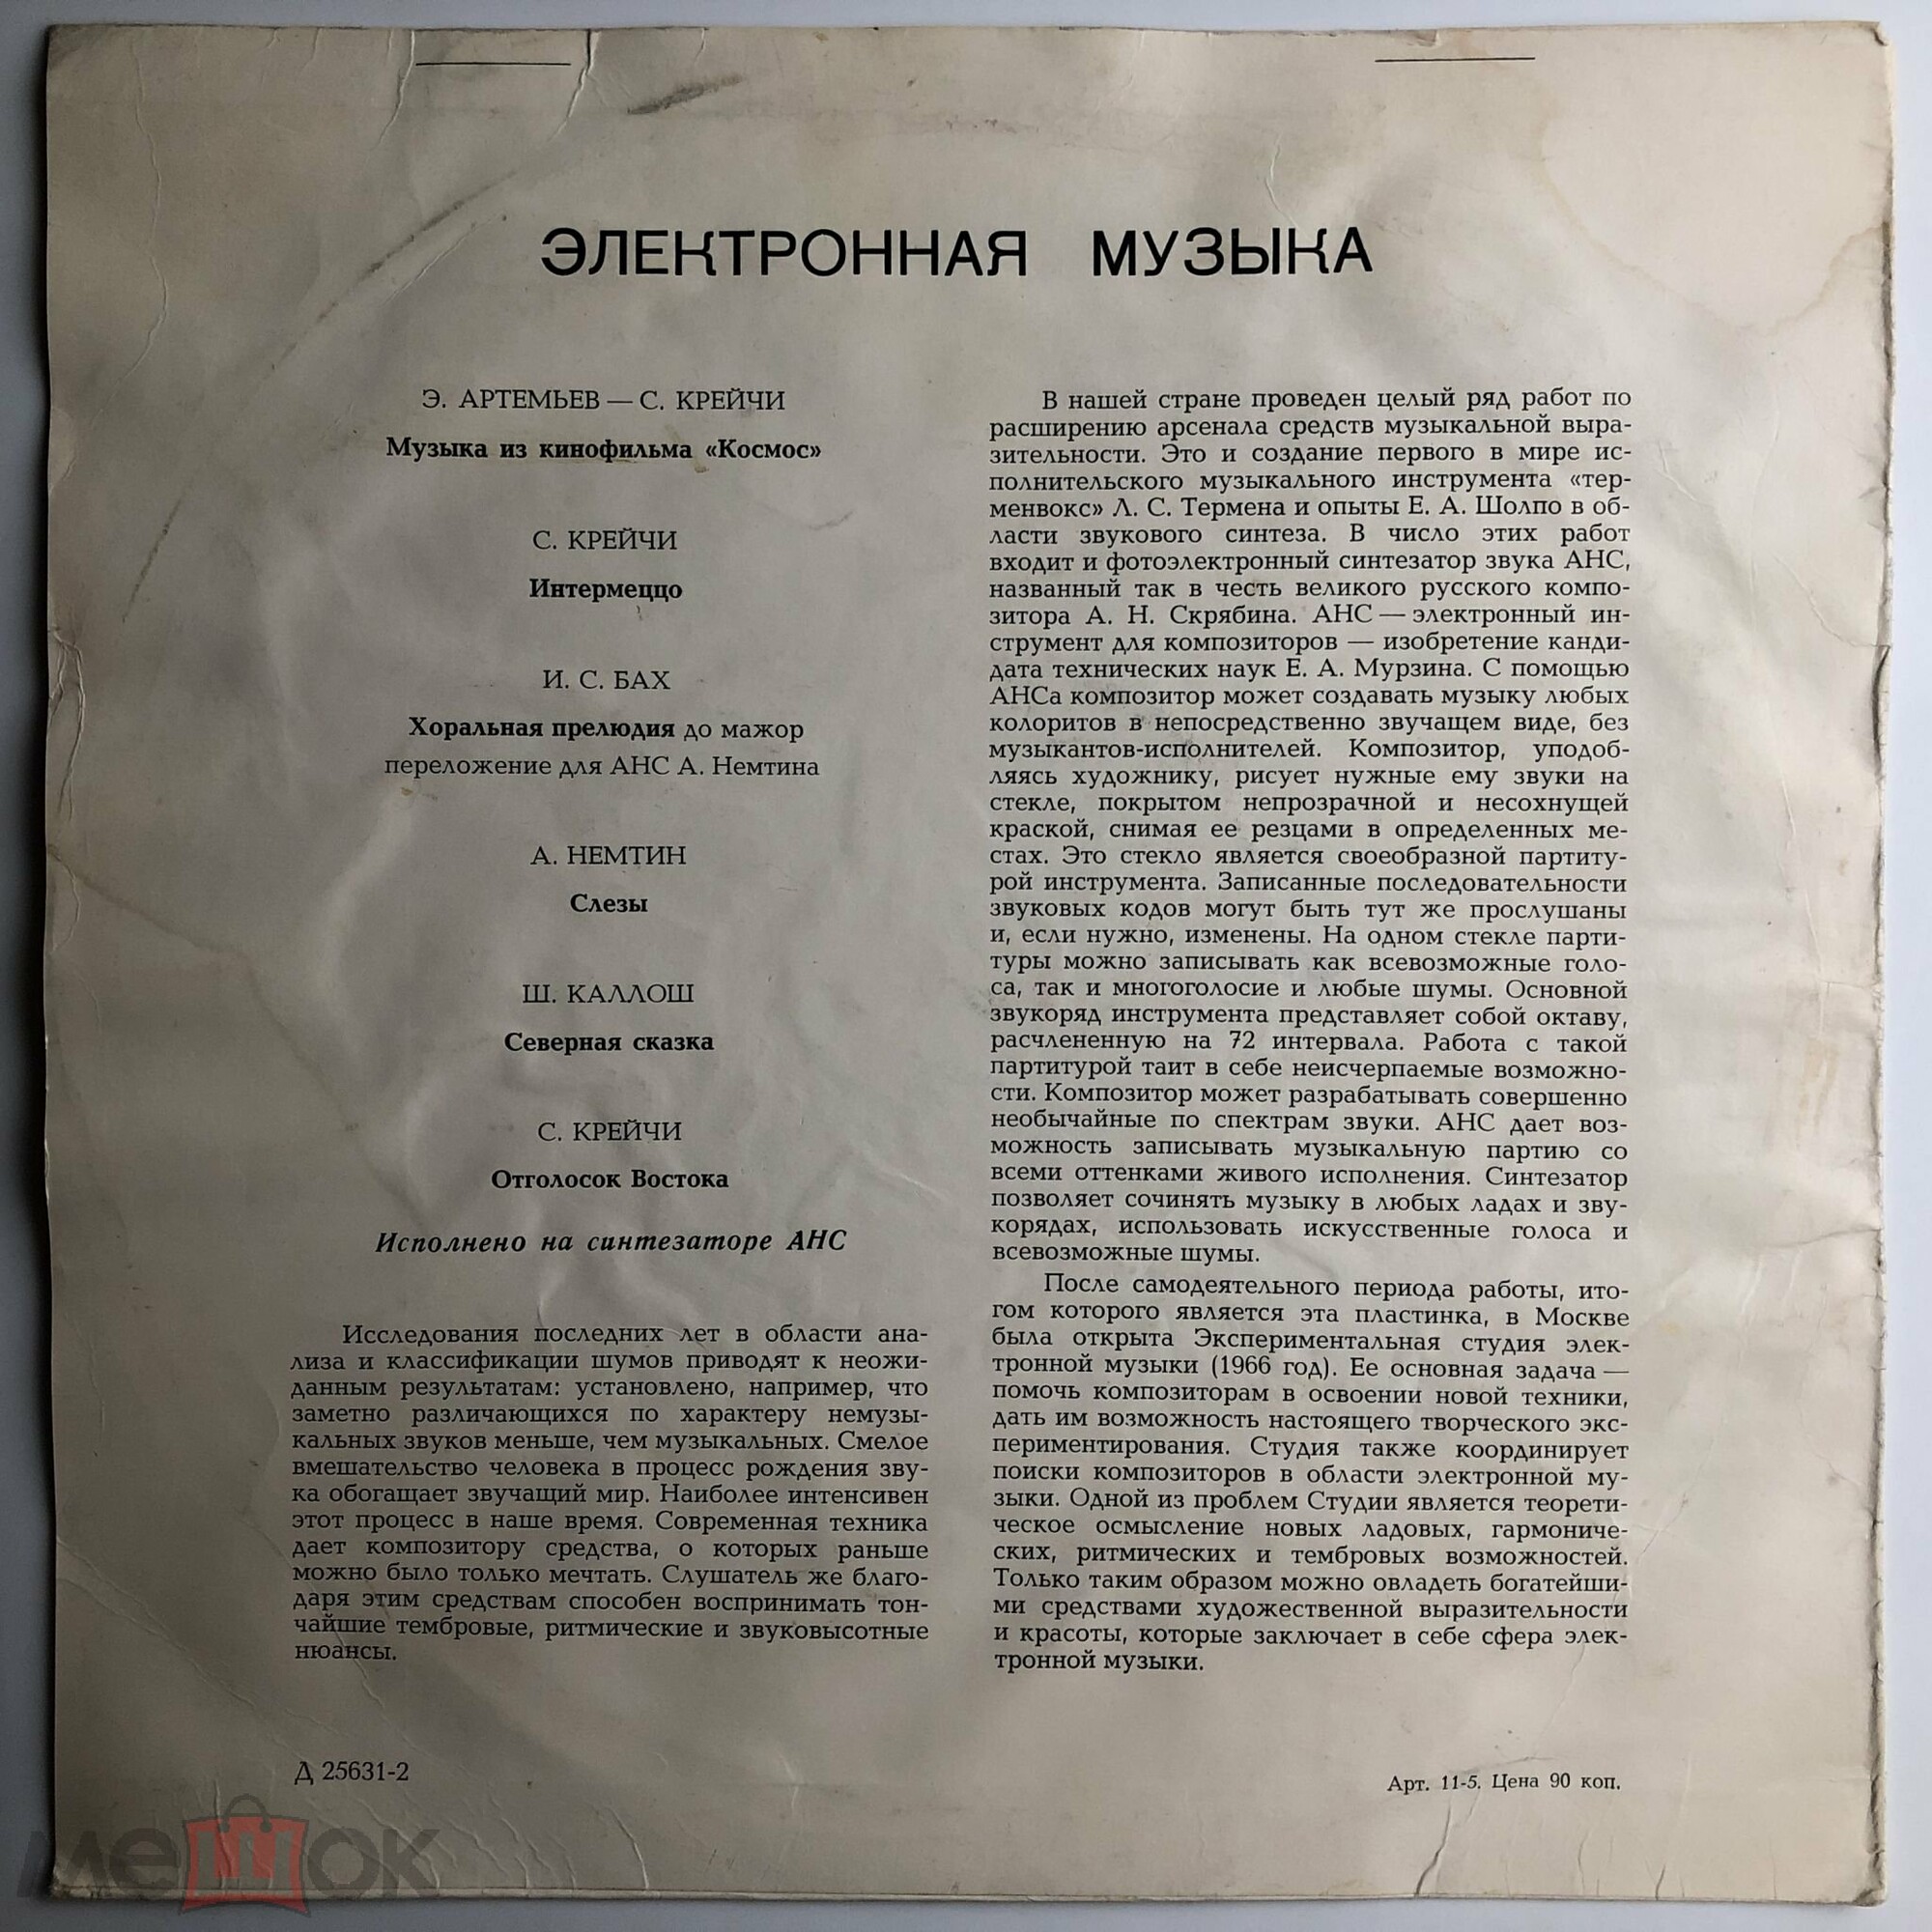 ЭЛЕКТРОННАЯ МУЗЫКА
Э. АРТЕМЬЕВ — С. КРЕЙЧИ
Музыка из кинофильма «Космос»
С. КРЕЙЧИ
Интермеццо
И. С. БАХ
Хоральная прелюдия до мажор
переложение для АНС А. Немтина
А. НЕМТИН
Слезы
Ш. КАЛЛОШ
Северная сказка
С. КРЕЙЧИ
Отголосок Востока
Исполнено на синтезаторе АНС
Исследования последних лет в области ана-
лиза и классификации шумов приводят к неожи-
данным результатам: установлено, например, что
заметно различающихся по характеру немузы-
кальных звуков меньше, чем музыкальных. Смелое
вмешательство человека в процесс рождения зву-
ка обогащает звучащий мир. Наиболее интенсивен
этот процесс в наше время. Современная техника
дает композитору средства, о которых раньше
можно было только мечтать. Слушатель же благо-
даря этим средствам способен воспринимать тон-
чайшие тембровые, ритмические и звуковысотные
нюансы.
В нашей стране проведен целый ряд работ по
расширению арсенала средств музыкальной выра-
зительности. Это и создание первого в мире ис-
полнительского музыкального инструмента «тер-
менвокс» Л. С. Термена и опыты Е. А. Шолпо в об-
ласти звукового синтеза. В число этих работ
входит и фотоэлектронный синтезатор звука АНС,
названный так в честь великого русского компо-
зитора А. Н. Скрябина. АНС — электронный ин-
струмент для композиторов — изобретение канди-
дата технических наук Е. А. Мурзина. С помощью
АНСа композитор может создавать музыку любых
колоритов в непосредственно звучащем виде, без
музыкантов-исполнителей. Композитор, уподоб-
ляясь художнику, рисует нужные ему звуки на
стекле, покрытом непрозрачной и несохнущей
краской, снимая ее резцами в определенных ме-
стах. Это стекло является своеобразной партиту-
рой инструмента. Записанные последовательности
звуковых кодов могут быть тут же прослушаны
и, если нужно, изменены. На одном стекле парти-
туры можно записывать как всевозможные голо-
са, так и многоголосие и любые шумы. Основной
звукоряд инструмента представляет собой октаву,
расчлененную на 72 интервала. Работа с такой
партитурой таит в себе неисчерпаемые возможно-
сти. Композитор может разрабатывать совершенно
необычайные по спектрам звуки. АНС дает воз-
можность записывать музыкальную партию со
всеми оттенками живого исполнения. Синтезатор
позволяет сочинять музыку в любых ладах и зву-
корядах, использовать искусственные голоса и
всевозможные шумы.
После самодеятельного периода работы, ито-
гом которого является эта пластинка, в Москве
была открыта Экспериментальная студия элек-
тронной музыки (1966 год). Ее основная задача —
помочь композиторам в освоении новой техники,
дать им возможность настоящего творческого экс-
периментирования. Студия также координирует
поиски композиторов в области электронной му-
зыки. Одной из проблем Студии является теорети-
ческое осмысление новых ладовых, гармониче-
ских, ритмических и тембровых возможностей.
Только таким образом можно овладеть богатейши-
ми средствами художественной выразительности
и красоты, которые заключает в себе сфера элек-
тронной музыки.
Д 25631-2
Арт. 11-5. Цена 90 коп.
мешок